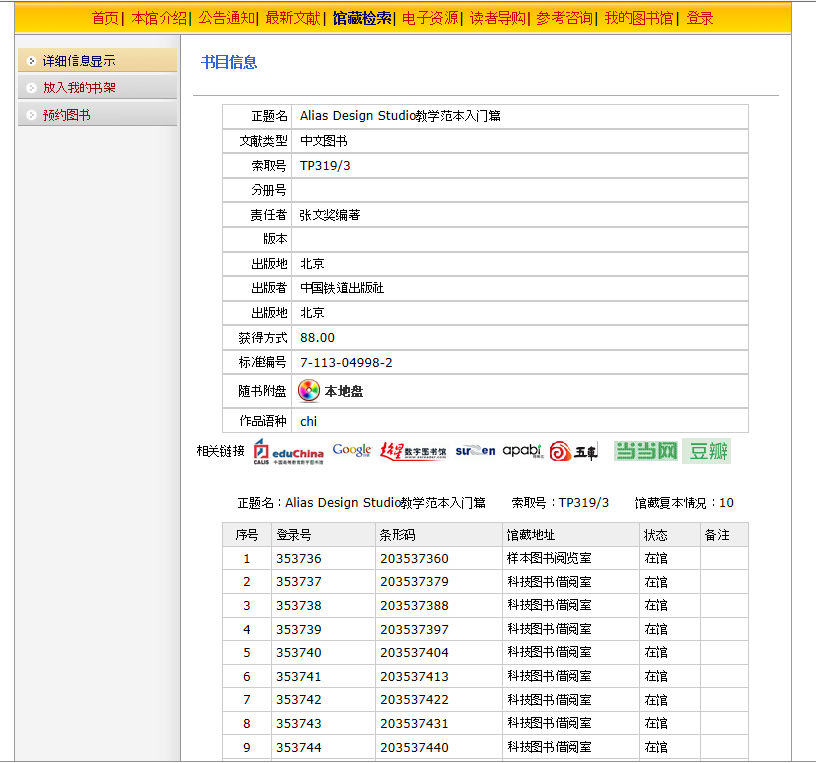 首页| 本馆介绍| 公告通知| 最新文献| 馆藏检索| 电子资源| 读者导购| 参考咨询| 我的图书馆| 登录
详细信息显示
放入我的书架
预约图书
书目信息
正题名 Alias Design Studio教学范本入门篇
文献类型 中文图书
索取号 TP319/3
分册号
责任者 张文奖编著
版本
出版地 北京
出版者 中国铁道出版社
出版地 北京
获得方式 88.00
标准编号 7-113-04998-2
随书附盘 本地盘
作品语种 chi
相关链接 CALIS eduChina Google 超星数字图书馆 apabi 五车 当当网 豆瓣
正题名：Alias Design Studio教学范本入门篇 索取号：TP319/3 馆藏复本情况：10
序号 登录号 条形码 馆藏地址 状态 备注
1 353736 203537360 样本图书阅览室 在馆
2 353737 203537379 科技图书借阅室 在馆
3 353738 203537388 科技图书借阅室 在馆
4 353739 203537397 科技图书借阅室 在馆
5 353740 203537404 科技图书借阅室 在馆
6 353741 203537413 科技图书借阅室 在馆
7 353742 203537422 科技图书借阅室 在馆
8 353743 203537431 科技图书借阅室 在馆
9 353744 203537440 科技图书借阅室 在馆